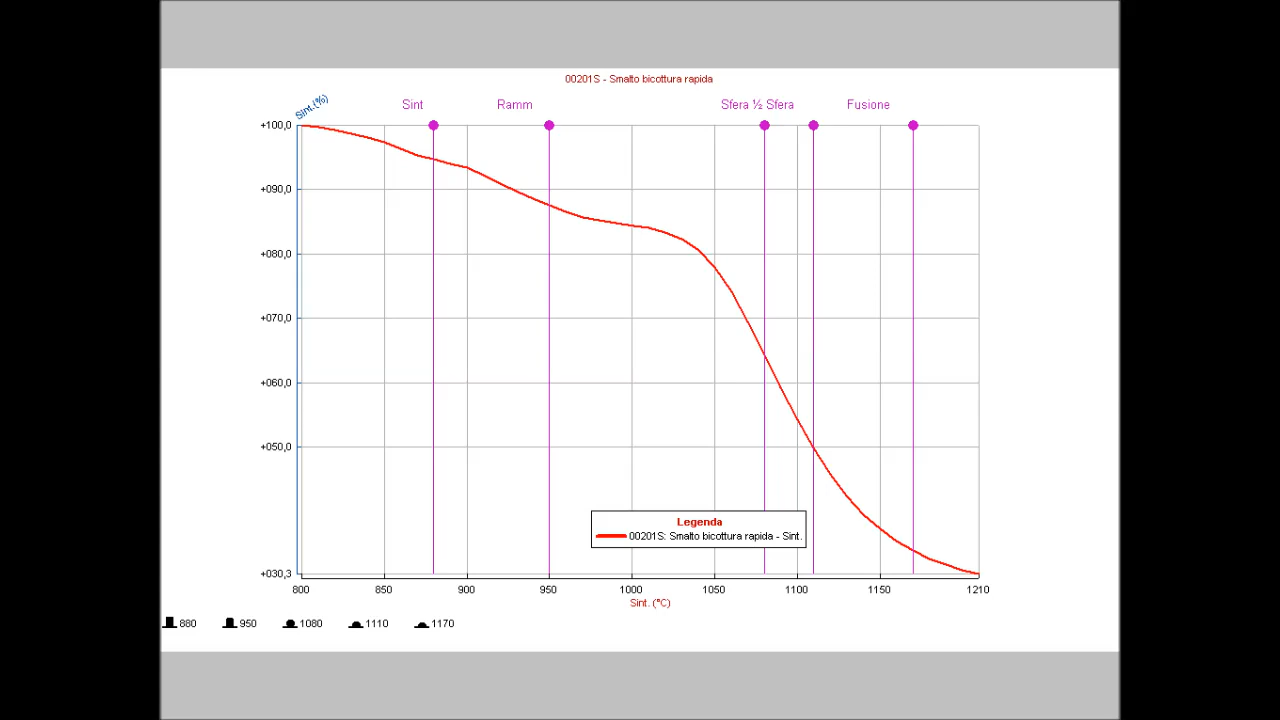 00201S - Smalto bicottura rapida
Sint.(%)
Sint
Ramm
Sfera ½ Sfera
Fusione
+100,0
+090,0
+080,0
+070,0
+060,0
+050,0
+030,3
Legenda
00201S: Smalto bicottura rapida - Sint.
800 850 900 950 1000 1050 1100 1150 1210
Sint. (°C)
880 950 1080 1110 1170